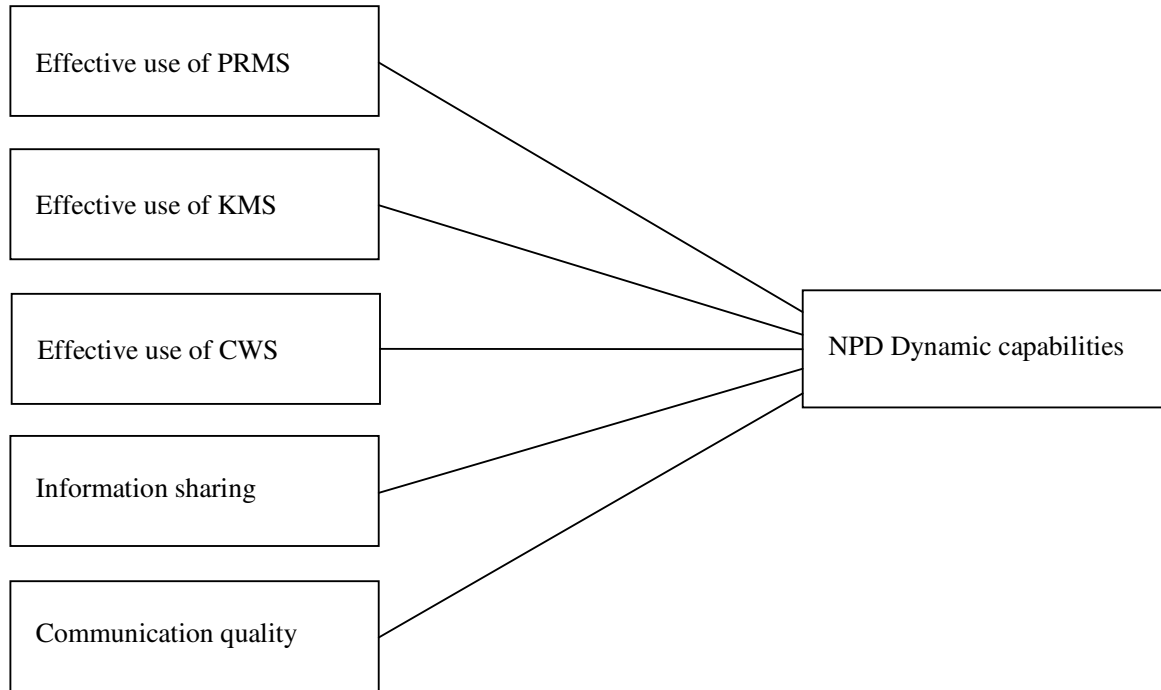 Effective use of PRMS
Effective use of KMS
Effective use of CWS
NPD Dynamic capabilities
Information sharing
Communication quality